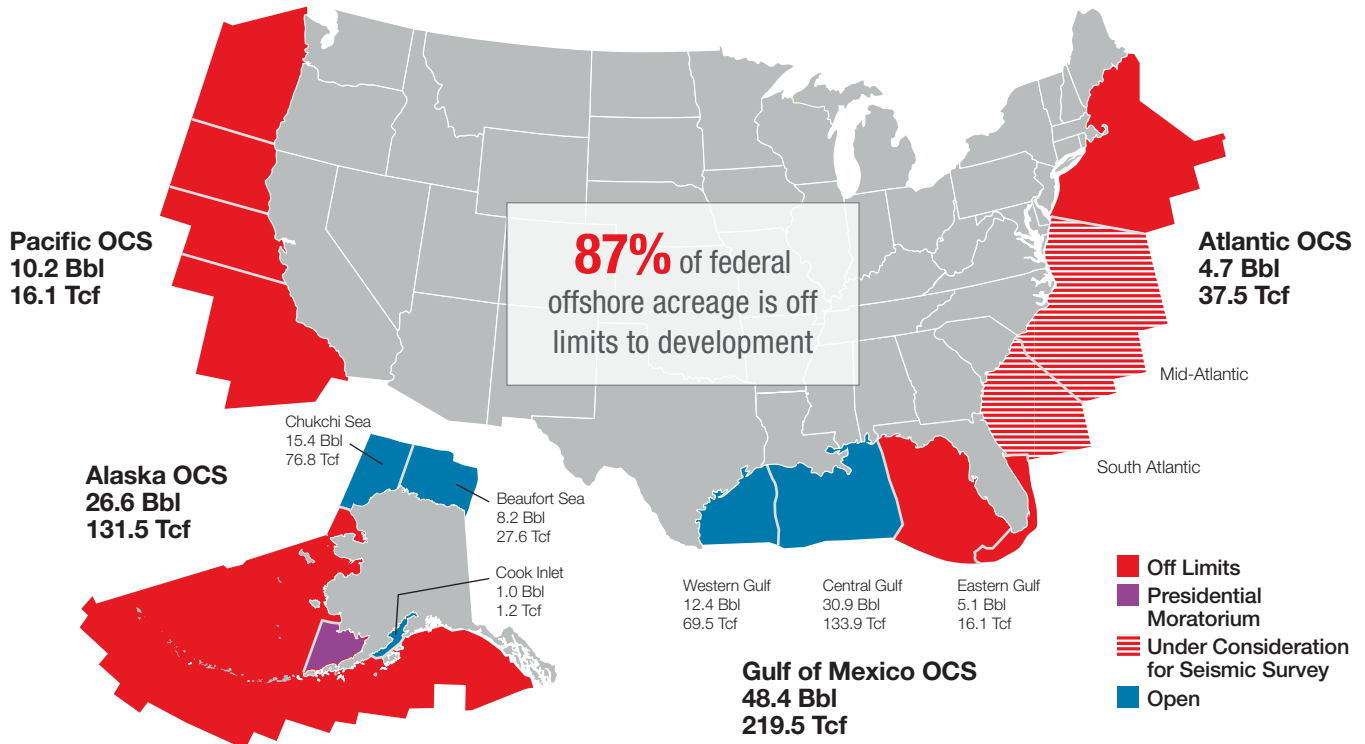 87% of federal
offshore acreage is off
limits to development
Pacific OCS
10.2 Bbl
16.1 Tcf
Atlantic OCS
4.7 Bbl
37.5 Tcf
Mid-Atlantic
South Atlantic
Chukchi Sea
15.4 Bbl
76.8 Tcf
Alaska OCS
26.6 Bbl
131.5 Tcf
Beaufort Sea
8.2 Bbl
27.6 Tcf
Cook Inlet
1.0 Bbl
1.2 Tcf
Western Gulf
12.4 Bbl
69.5 Tcf
Central Gulf
30.9 Bbl
133.9 Tcf
Eastern Gulf
5.1 Bbl
16.1 Tcf
Gulf of Mexico OCS
48.4 Bbl
219.5 Tcf
Off Limits
Presidential
Moratorium
Under Consideration
for Seismic Survey
Open